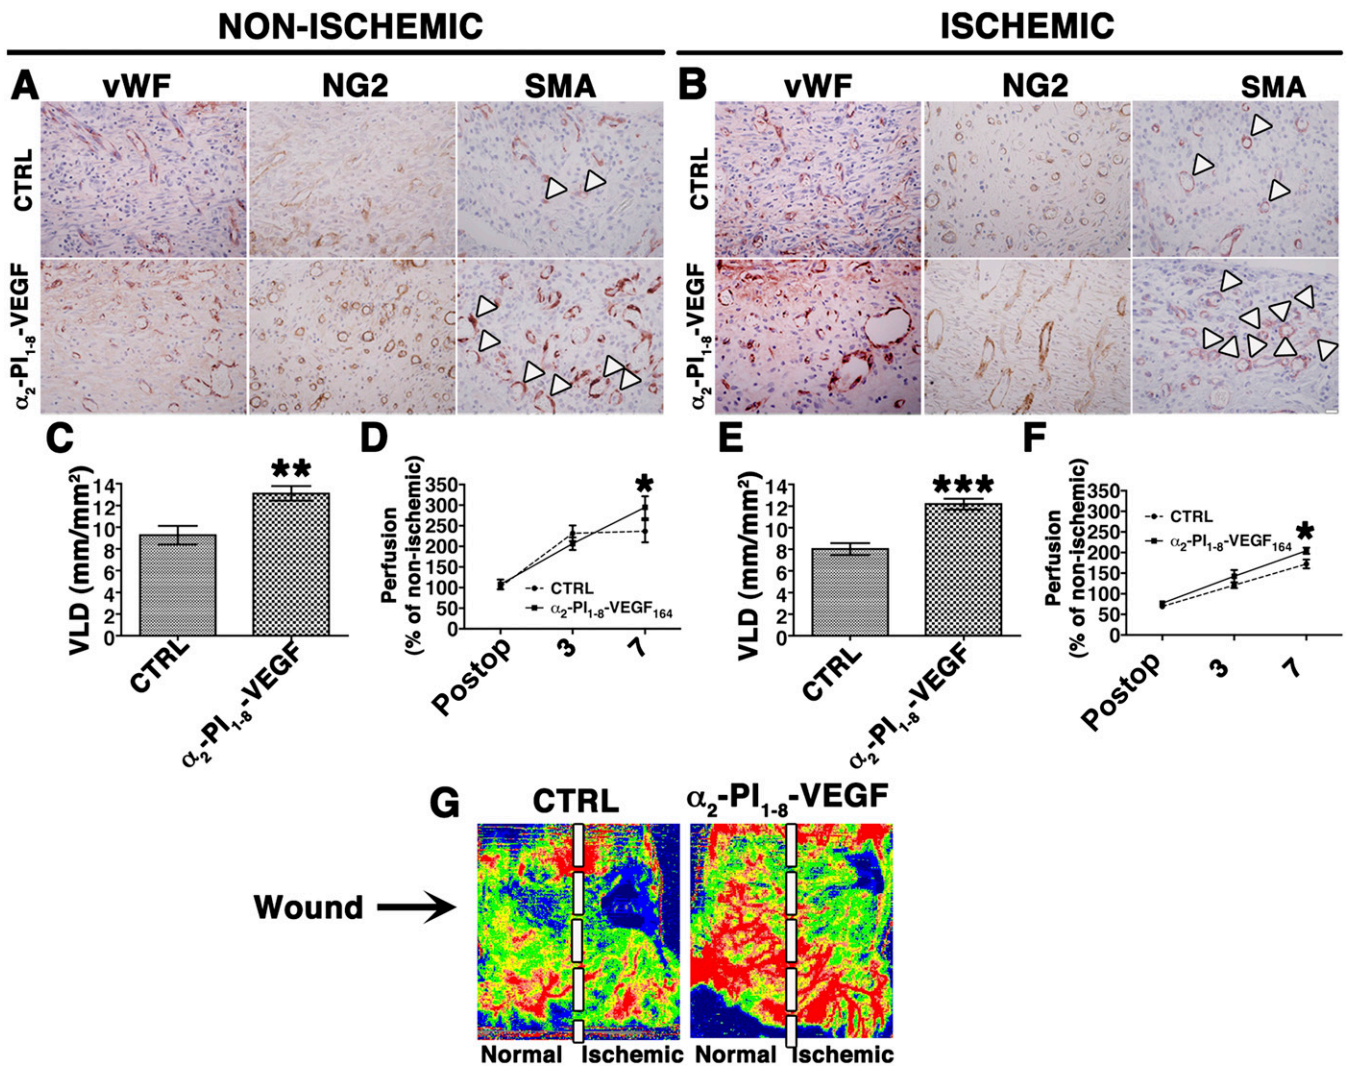 NON-ISCHEMIC
ISCHEMIC
A vWF NG2 SMA
B vWF NG2 SMA
CTRL
α₂-PI₁₋₈-VEGF
CTRL
α₂-PI₁₋₈-VEGF
C
VLD (mm/mm²)
14
12
10
8
6
4
2
0
CTRL
α₂-PI₁₋₈-VEGF
**
D
Perfusion
(% of non-ischemic)
350
300
250
200
150
100
50
0
*
CTRL
α₂-PI₁₋₈-VEGF₁₆₄
Postop 3 7
E
VLD (mm/mm²)
14
12
10
8
6
4
2
0
CTRL
α₂-PI₁₋₈-VEGF
***
F
Perfusion
(% of non-ischemic)
350
300
250
200
150
100
50
0
CTRL
α₂-PI₁₋₈-VEGF₁₆₄
*
Postop 3 7
G CTRL α₂-PI₁₋₈-VEGF
Wound
Normal Ischemic Normal Ischemic